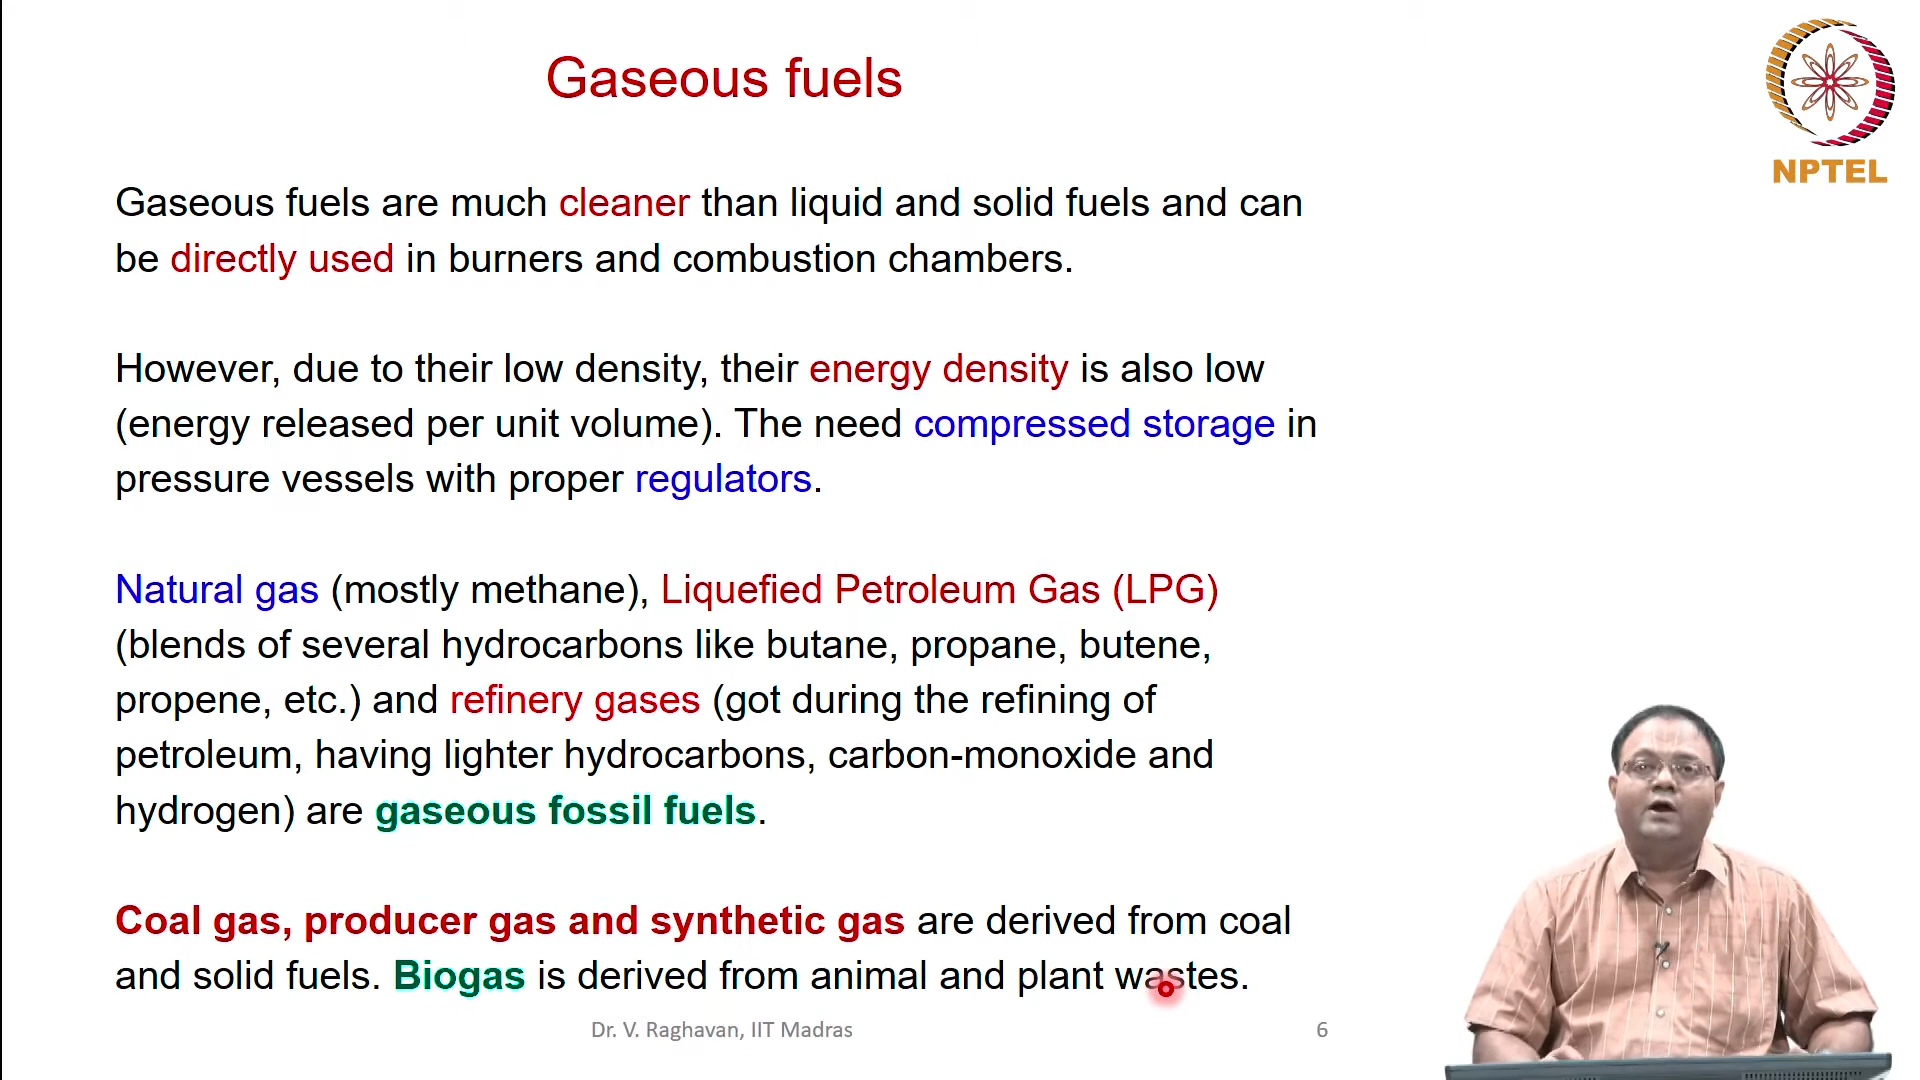 Gaseous fuels
NPTEL
Gaseous fuels are much cleaner than liquid and solid fuels and can
be directly used in burners and combustion chambers.
However, due to their low density, their energy density is also low
(energy released per unit volume). The need compressed storage in
pressure vessels with proper regulators.
Natural gas (mostly methane), Liquefied Petroleum Gas (LPG)
(blends of several hydrocarbons like butane, propane, butene,
propene, etc.) and refinery gases (got during the refining of
petroleum, having lighter hydrocarbons, carbon-monoxide and
hydrogen) are gaseous fossil fuels.
Coal gas, producer gas and synthetic gas are derived from coal
and solid fuels. Biogas is derived from animal and plant wastes.
Dr. V. Raghavan, IIT Madras
6